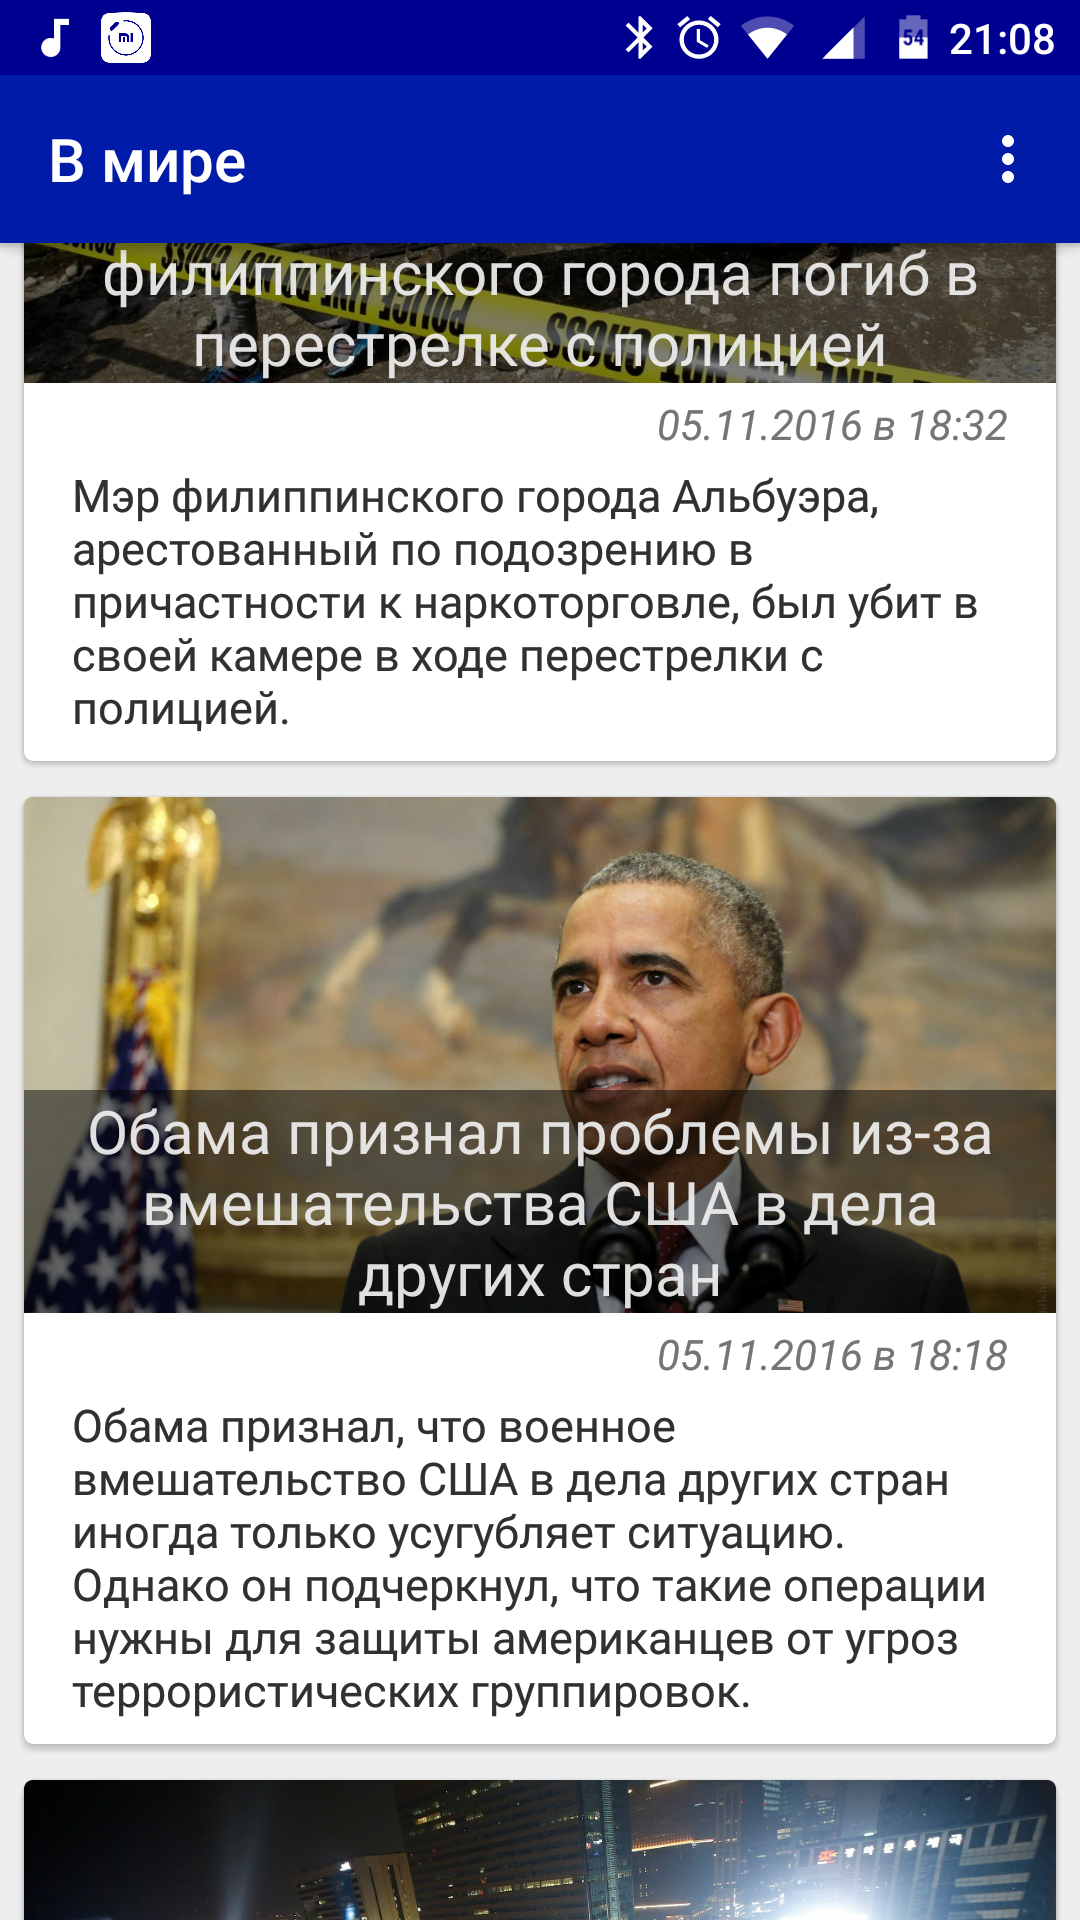 54 21:08
В мире
филиппинского города погиб в
перестрелке с полицией
05.11.2016 в 18:32
Мэр филиппинского города Альбуэра,
арестованный по подозрению в
причастности к наркоторговле, был убит в
своей камере в ходе перестрелки с
полицией.
Обама признал проблемы из-за
вмешательства США в дела
других стран
05.11.2016 в 18:18
Обама признал, что военное
вмешательство США в дела других стран
иногда только усугубляет ситуацию.
Однако он подчеркнул, что такие операции
нужны для защиты американцев от угроз
террористических группировок.